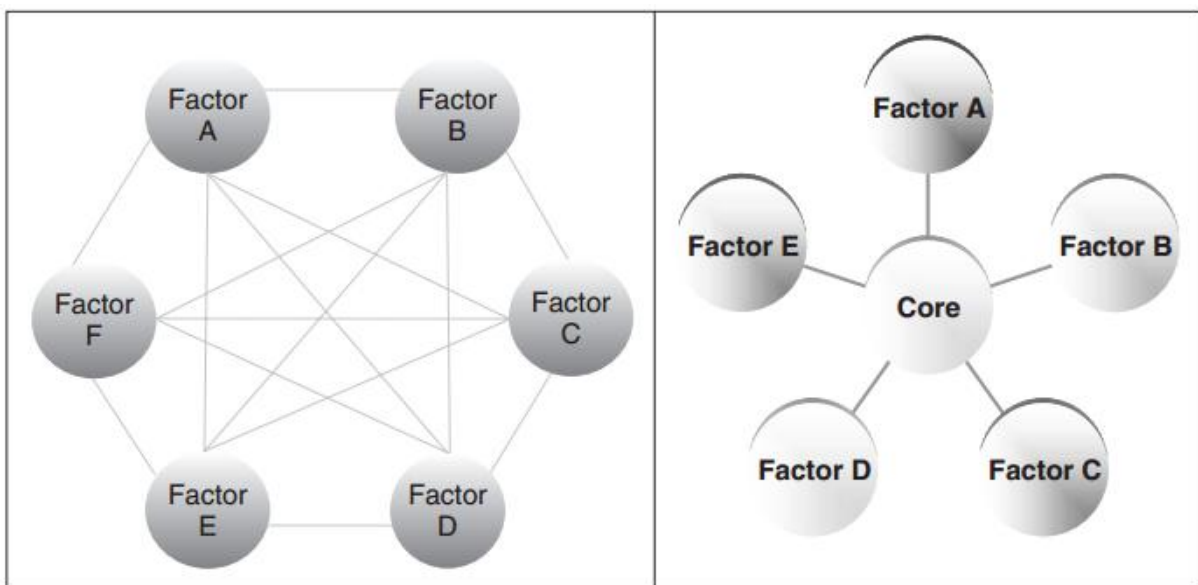 Factor
A
Factor
B
Factor
F
Factor
C
Factor
E
Factor
D
Factor A
Factor E
Factor B
Core
Factor D
Factor C